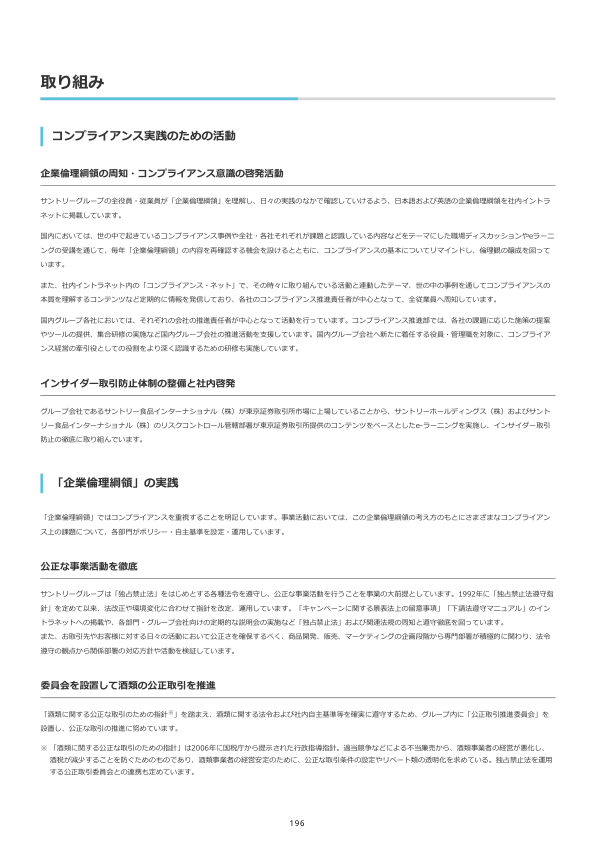 取り組み
コンプライアンス実践のための活動
企業倫理綱領の周知・コンプライアンス意識の啓発活動
サントリーグループの全役員・従業員が「企業倫理綱領」を理解し、日々の実践のなかで確認していけるよう、日本語および英語の企業倫理綱領を社内イントラ
ネットに掲載しています。
国内においては、世の中で起きているコンプライアンス事例や全社・各社それぞれが課題と認識している内容などをテーマにした職場ディスカッションやeラーニ
ングの受講を通じて、毎年「企業倫理綱領」の内容を再確認する機会を設けるとともに、コンプライアンスの基本についてリマインドし、倫理観の醸成を図って
います。
また、社内イントラネット内の「コンプライアンス・ネット」で、その時々に取り組んでいる活動と連動したテーマ、世の中の事例を通してコンプライアンスの
本質を理解するコンテンツなど定期的に情報を発信しており、各社のコンプライアンス推進責任者が中心となって、全従業員へ周知しています。
国内グループ各社においては、それぞれの会社の推進責任者が中心となって活動を行っています。コンプライアンス推進部では、各社の課題に応じた施策の提案
やツールの提供、集合研修の実施など国内グループ会社の推進活動を支援しています。国内グループ会社へ新たに着任する役員・管理職を対象に、コンプライア
ンス経営の牽引役としての役割をより深く認識するための研修も実施しています。
インサイダー取引防止体制の整備と社内啓発
グループ会社であるサントリー食品インターナショナル（株）が東京証券取引所市場に上場していることから、サントリーホールディングス（株）およびサント
リー食品インターナショナル（株）のリスクコントロール管轄部署が東京証券取引所提供のコンテンツをベースとしたe-ラーニングを実施し、インサイダー取引
防止の徹底に取り組んでいます。
「企業倫理綱領」の実践
「企業倫理綱領」ではコンプライアンスを重視することを明記しています。事業活動においては、この企業倫理綱領の考え方のもとにさまざまなコンプライアン
ス上の課題について、各部門がポリシー・自主基準を設定・運用しています。
公正な事業活動を徹底
サントリーグループは「独占禁止法」をはじめとする各種法令を遵守し、公正な事業活動を行うことを事業の大前提としています。1992年に「独占禁止法遵守指
針」を定めて以来、法改正や環境変化に合わせて指針を改定、運用しています。「キャンペーンに関する景表法上の留意事項」「下請法遵守マニュアル」のイン
トラネットへの掲載や、各部門・グループ会社向けの定期的な説明会の実施など「独占禁止法」および関連法規の周知と遵守徹底を図っています。
また、お取引先やお客様に対する日々の活動において公正さを確保するべく、商品開発、販売、マーケティングの企画段階から専門部署が積極的に関わり、法令
遵守の観点から関係部署の対応方針や活動を検証しています。
委員会を設置して酒類の公正取引を推進
「酒類に関する公正な取引のための指針※」を踏まえ、酒類に関する法令および社内自主基準等を確実に遵守するため、グループ内に「公正取引推進委員会」を
設置し、公正な取引の推進に努めています。
※ 「酒類に関する公正な取引のための指針」は2006年に国税庁から提示された行政指導指針。過当競争などによる不当廉売から、酒類事業者の経営が悪化し、
酒税が減少することを防ぐためのものであり、酒類事業者の経営安定のために、公正な取引条件の設定やリベート類の透明化を求めている。独占禁止法を運用
する公正取引委員会との連携も定めています。
196